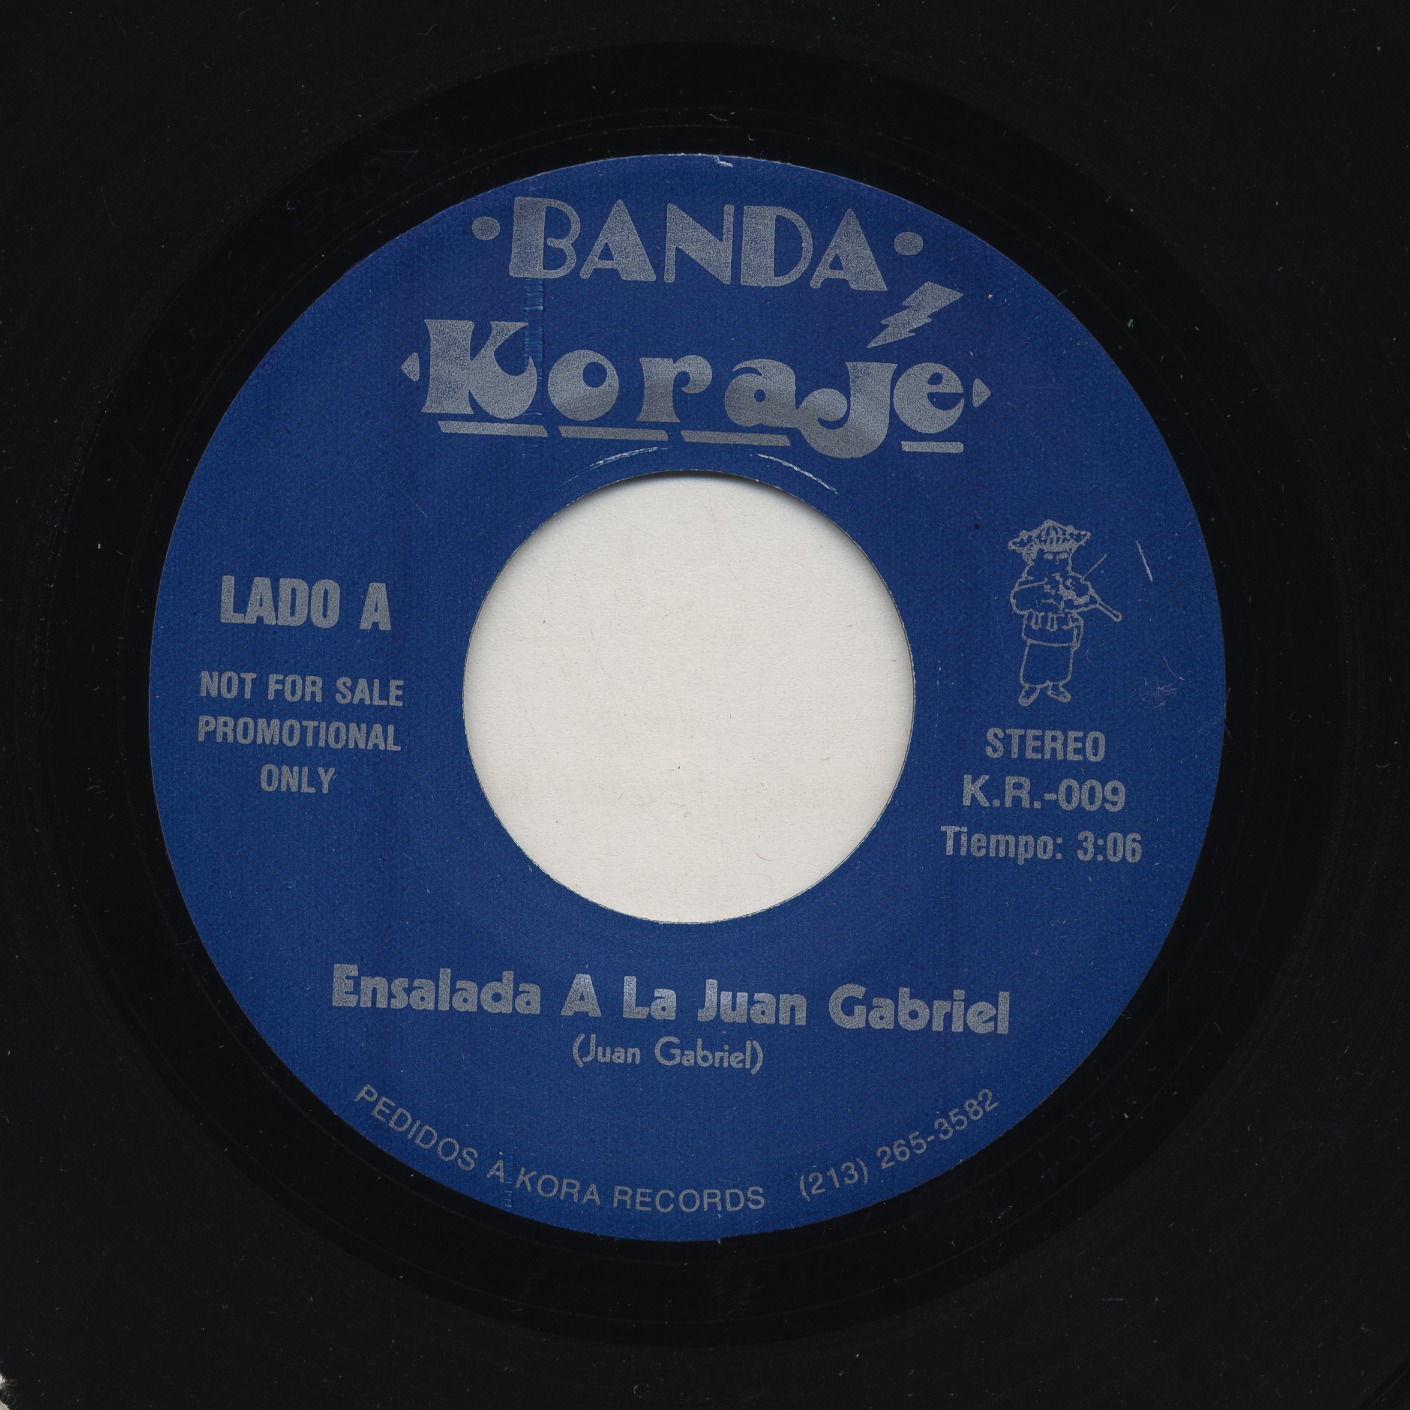 BANDA
Koraje
LADO A
NOT FOR SALE
PROMOTIONAL
ONLY
STEREO
K.R.-009
Tiempo: 3:06
Ensalada A La Juan Gabriel
(Juan Gabriel)
PEDIDOS A KORA RECORDS (213) 265-3582